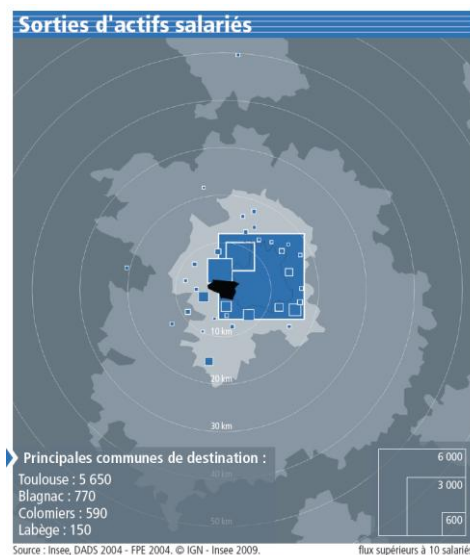 Sorties d'actifs salariés
10 km
20 km
30 km
40 km
50 km
Principales communes de destination :
Toulouse : 5 650
Blagnac : 770
Colomiers : 590
Labège : 150
6 000
3 000
600
Source : Insee, DADS 2004 - FPE 2004. © IGN - Insee 2009.
flux supérieurs à 10 salariés